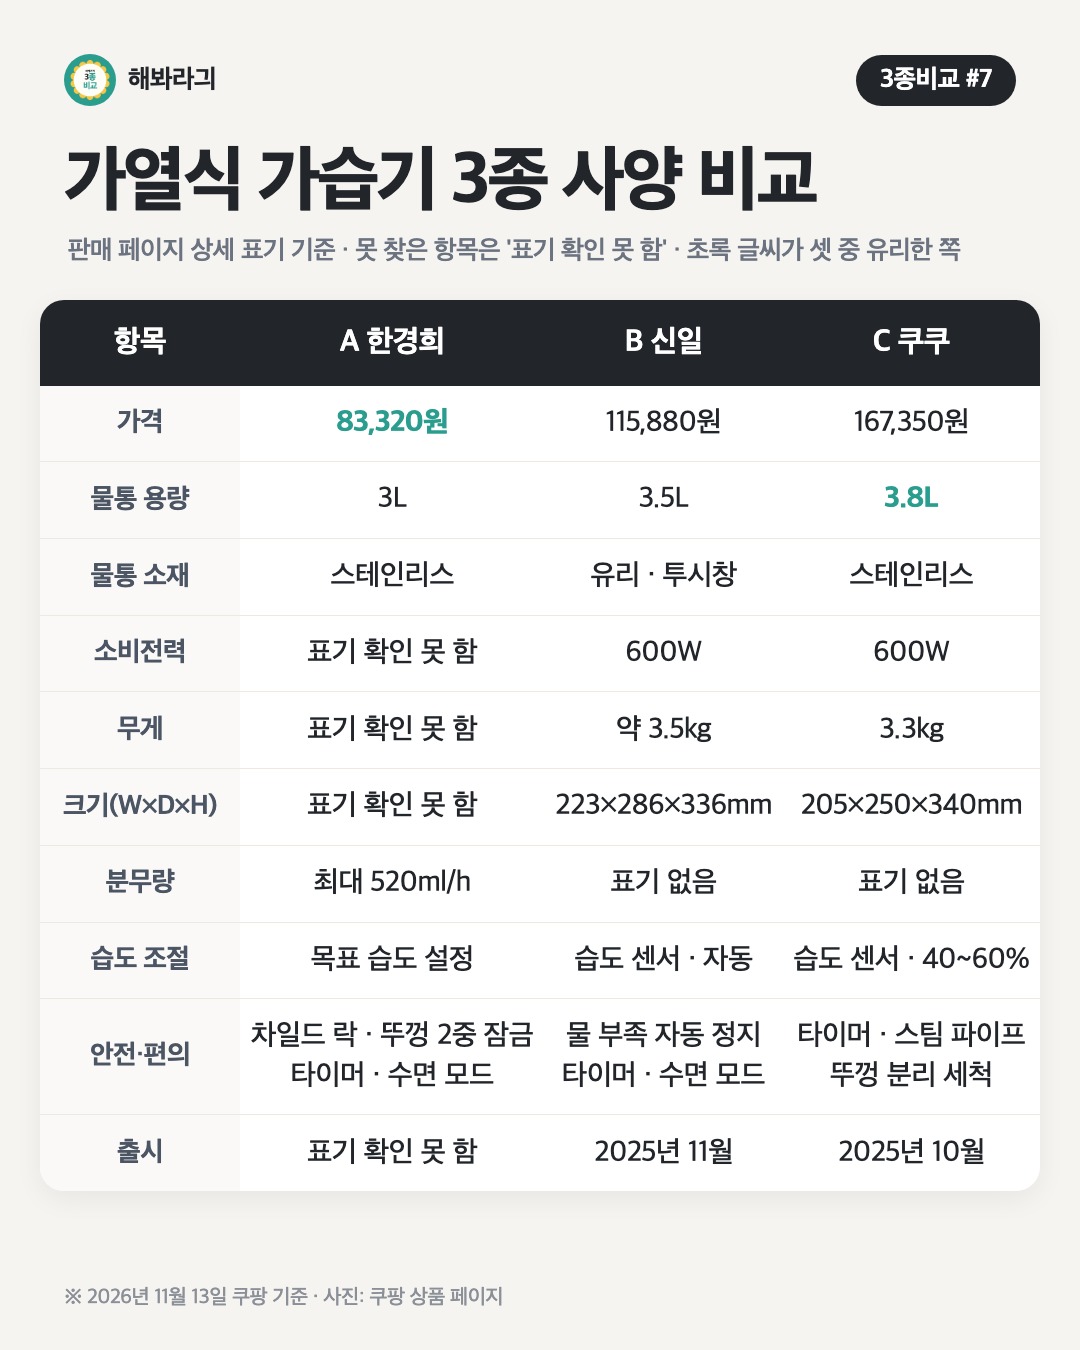 3종
비교
해봐라긔
3종비교 #7
가열식 가습기 3종 사양 비교
판매 페이지 상세 표기 기준 · 못 찾은 항목은 '표기 확인 못 함' · 초록 글씨가 셋 중 유리한 쪽
항목 A 한경희 B 신일 C 쿠쿠
가격 83,320원 115,880원 167,350원
물통 용량 3L 3.5L 3.8L
물통 소재 스테인리스 유리 · 투시창 스테인리스
소비전력 표기 확인 못 함 600W 600W
무게 표기 확인 못 함 약 3.5kg 3.3kg
크기(W×D×H) 표기 확인 못 함 223×286×336mm 205×250×340mm
분무량 최대 520ml/h 표기 없음 표기 없음
습도 조절 목표 습도 설정 습도 센서 · 자동 습도 센서 · 40~60%
안전·편의 차일드 락 · 뚜껑 2중 잠금 물 부족 자동 정지 타이머 · 스팀 파이프
타이머 · 수면 모드 타이머 · 수면 모드 뚜껑 분리 세척
출시 표기 확인 못 함 2025년 11월 2025년 10월
※ 2026년 11월 13일 쿠팡 기준 · 사진: 쿠팡 상품 페이지